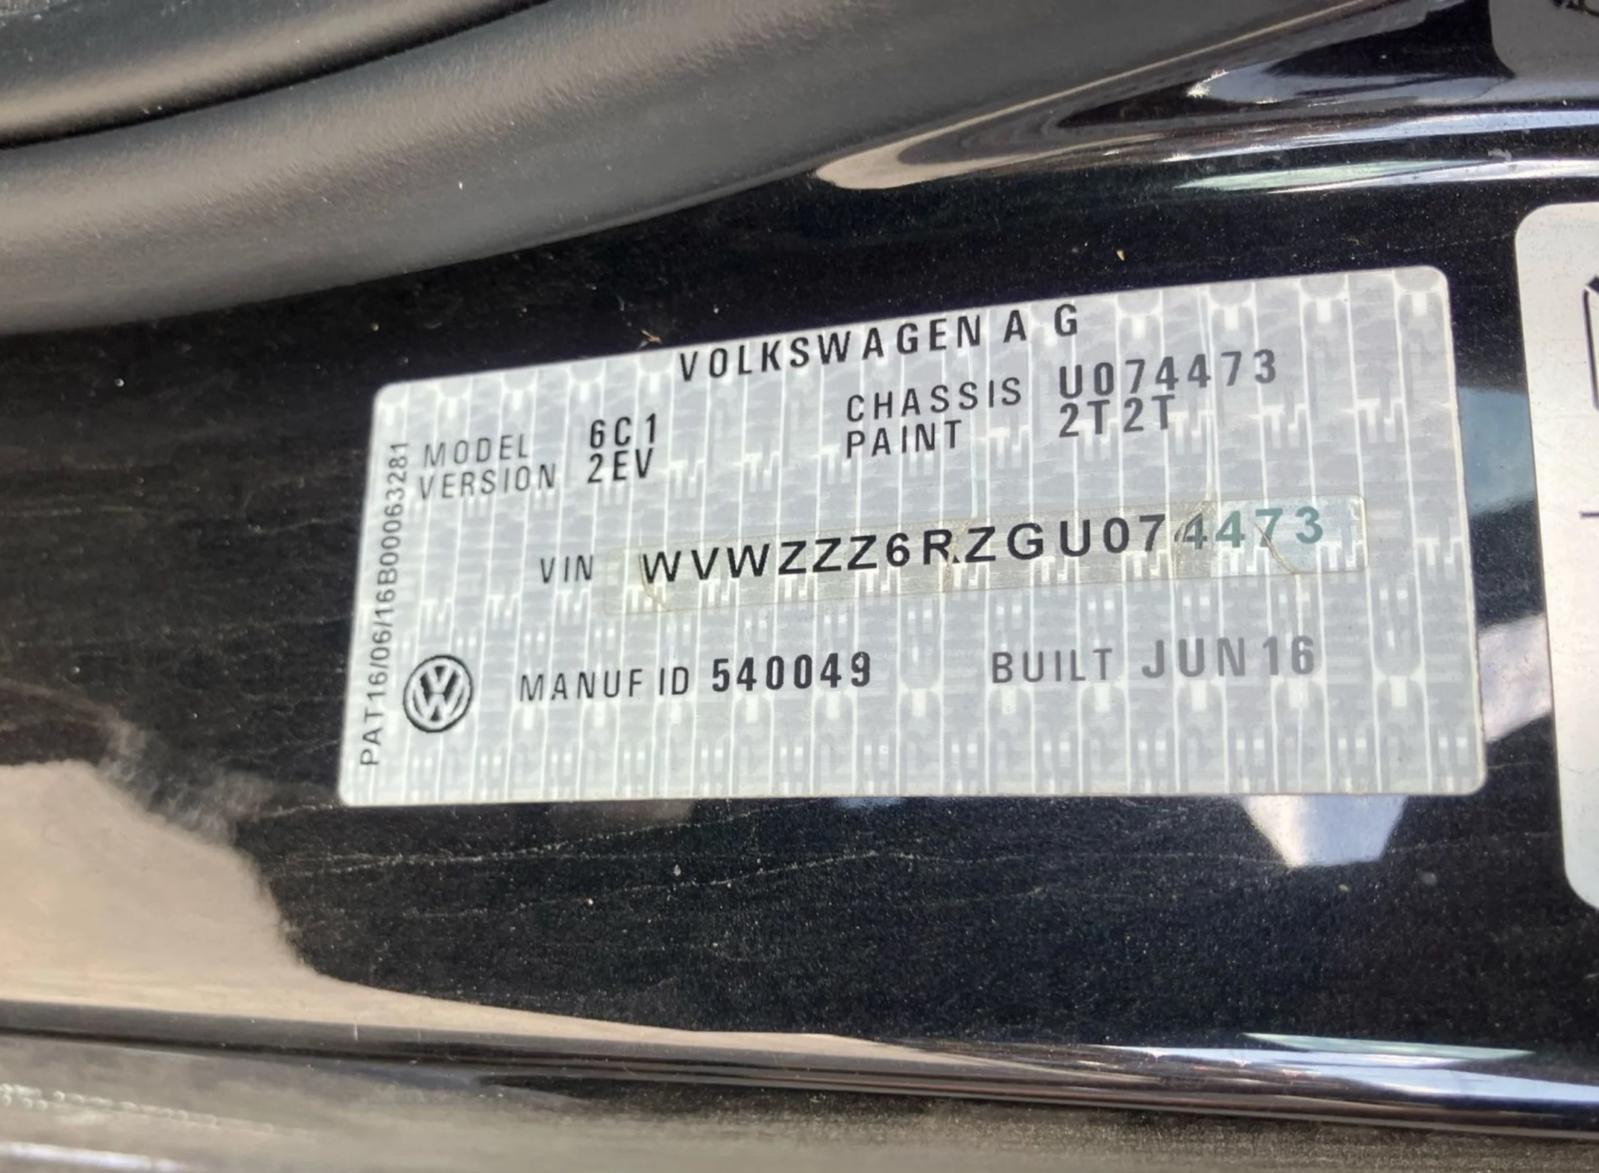 VOLKSWAGEN A G
MODEL 6C1 CHASSIS U074473
VERSION 2EV PAINT 2T2T
VIN WVWZZZ6RZGU074473
MANUF ID 540049 BUILT JUN 16
PAT16/06/16B00063281